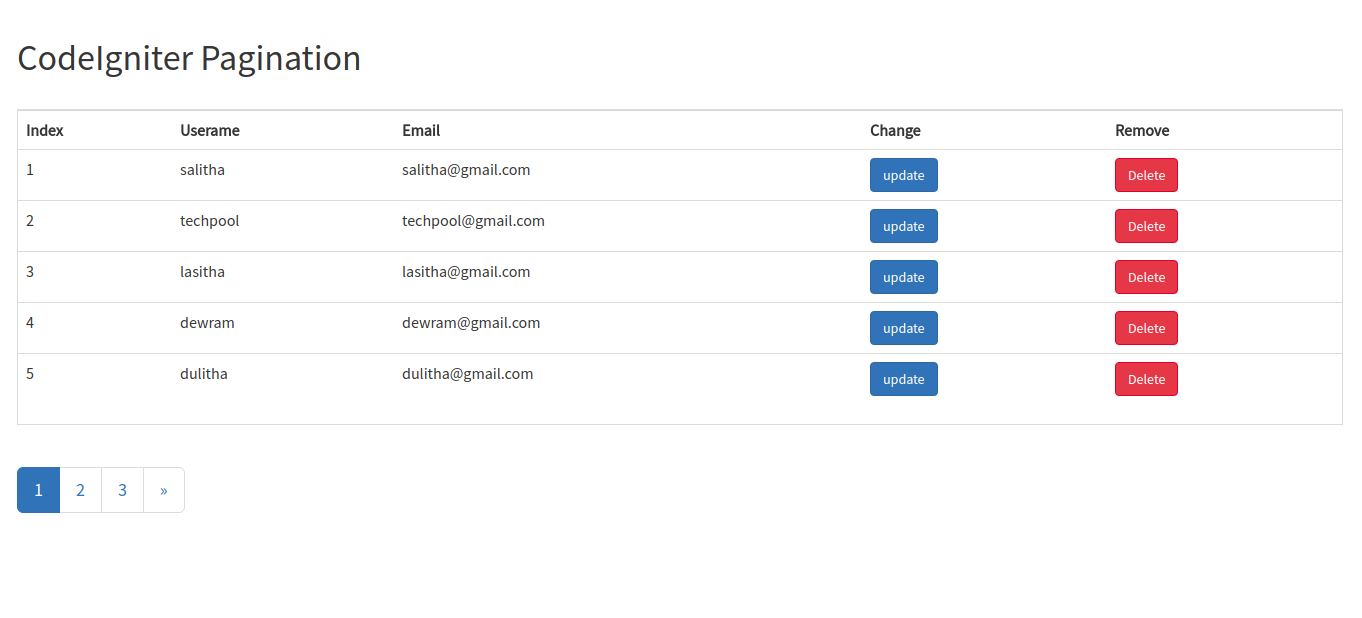 CodeIgniter Pagination
Index Userame Email Change Remove
1 salitha salitha@gmail.com update Delete
2 techpool techpool@gmail.com update Delete
3 lasitha lasitha@gmail.com update Delete
4 dewram dewram@gmail.com update Delete
5 dulitha dulitha@gmail.com update Delete
1 2 3 »